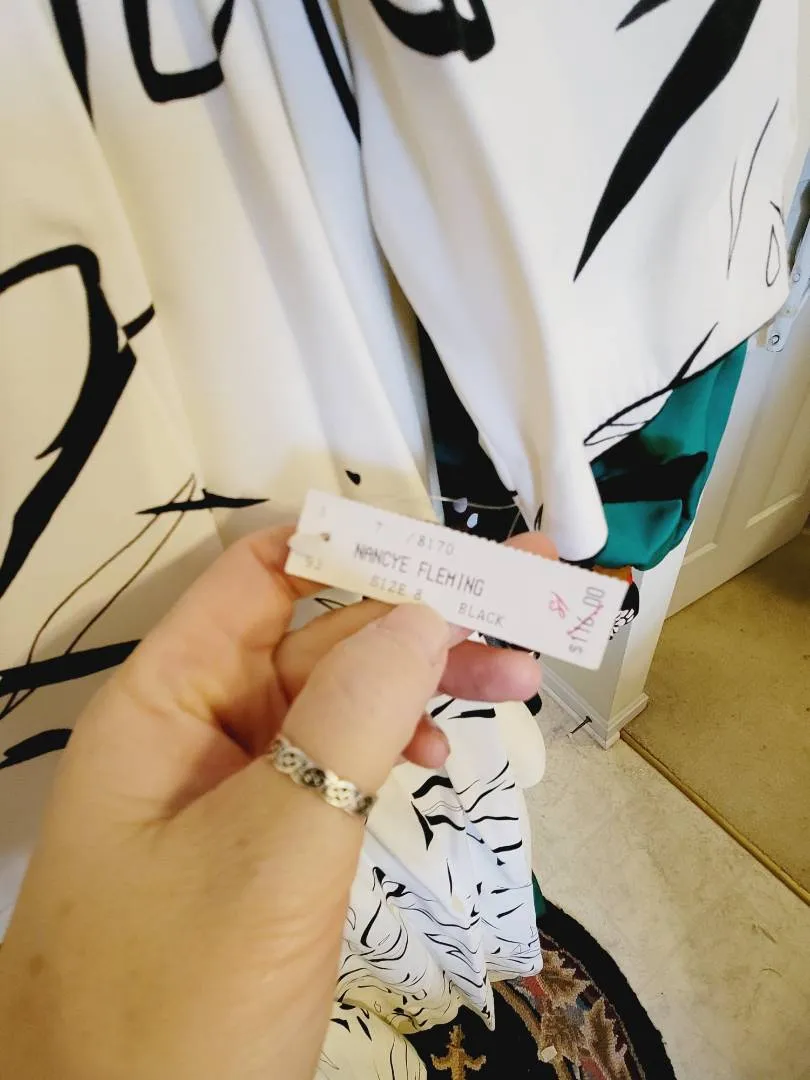 7 /8170
NANCYE FLEMING
SIZE 8 BLACK